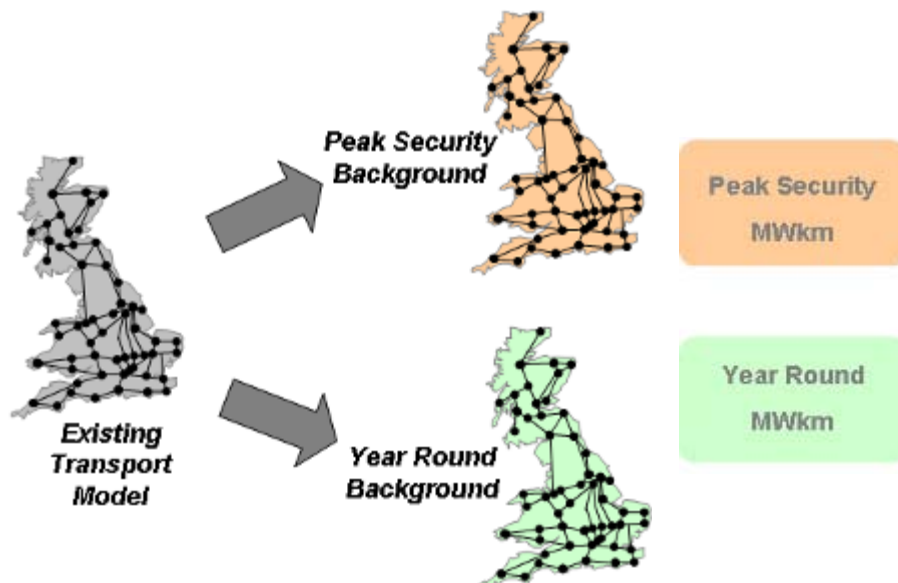 Peak Security
Background
Peak Security
MWkm
Existing
Transport
Model
Year Round
Background
Year Round
MWkm